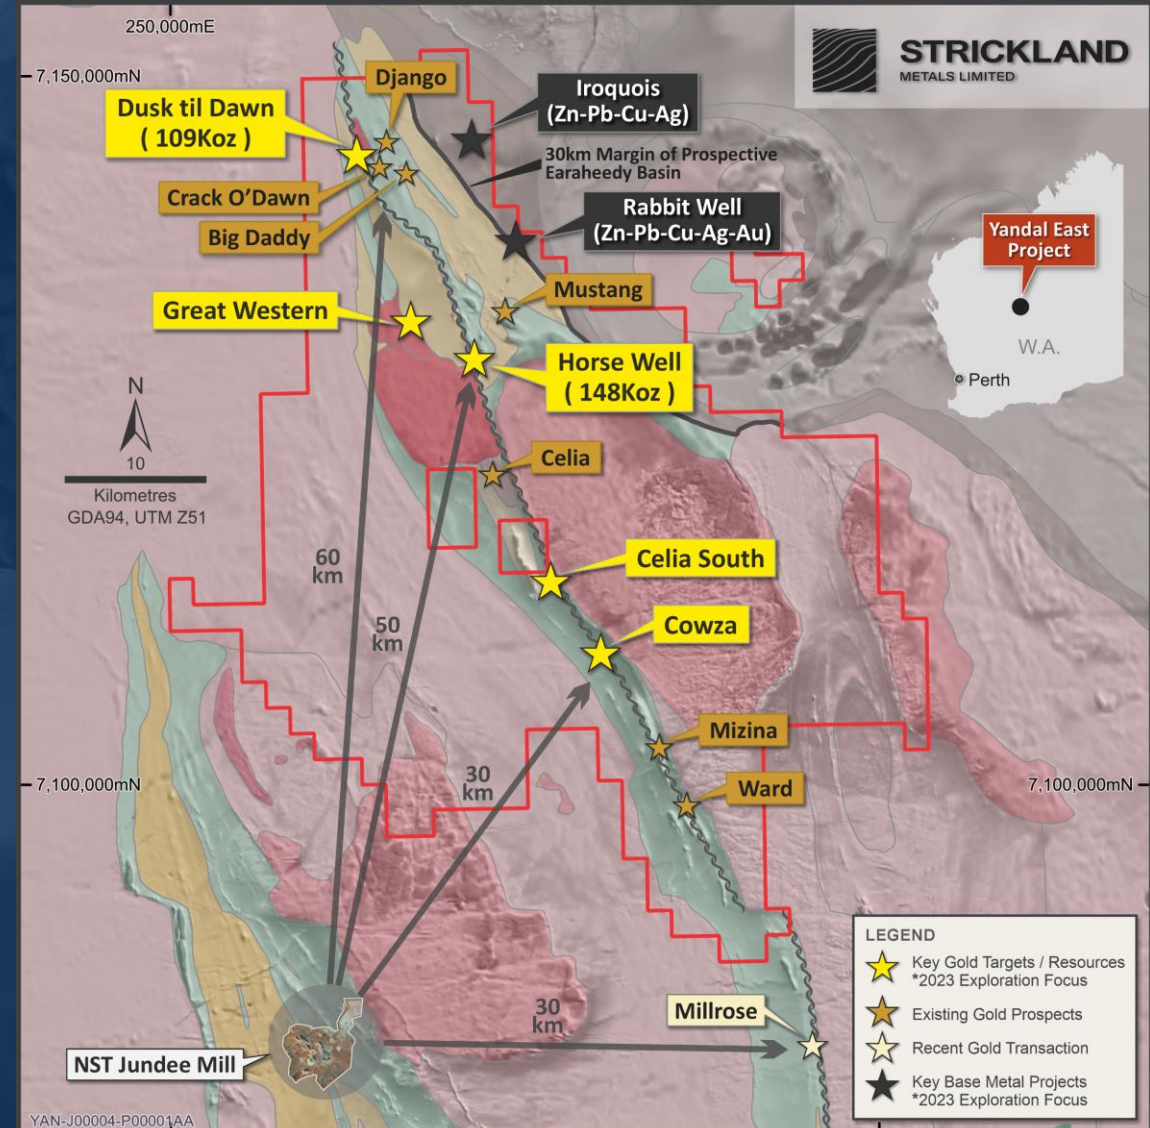 250,000mE
STRICKLAND
METALS LIMITED
7,150,000mN
Django
Dusk til Dawn
( 109Koz )
Iroquois
(Zn-Pb-Cu-Ag)
30km Margin of Prospective
Earaheedy Basin
Crack O'Dawn
Rabbit Well
(Zn-Pb-Cu-Ag-Au)
Big Daddy
Yandal East
Project
Mustang
Great Western
W.A.
Perth
Horse Well
( 148Koz )
N
10
Kilometres
GDA94, UTM Z51
Celia
60
km
Celia South
50
km
Cowza
Mizina
7,100,000mN
30
km
Ward
7,100,000mN
LEGEND
Key Gold Targets / Resources
*2023 Exploration Focus
Existing Gold Prospects
Recent Gold Transaction
Key Base Metal Projects
*2023 Exploration Focus
Millrose
30
km
NST Jundee Mill
YAN-J00004-P00001AA